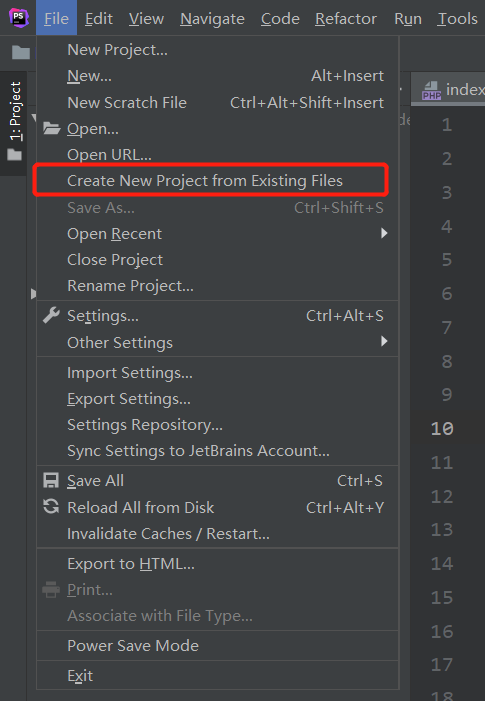 PS File Edit View Navigate Code Refactor Run Tools
New Project...
New... Alt+Insert
New Scratch File Ctrl+Alt+Shift+Insert
Open...
Open URL...
Create New Project from Existing Files
Save As... Ctrl+Shift+S
Open Recent
Close Project
Rename Project...
Settings... Ctrl+Alt+S
Other Settings
Import Settings...
Export Settings...
Settings Repository...
Sync Settings to JetBrains Account...
Save All Ctrl+S
Reload All from Disk Ctrl+Alt+Y
Invalidate Caches / Restart...
Export to HTML...
Print...
Associate with File Type...
Power Save Mode
Exit
1: Project
PHP index
de
1
2
3
4
5
6
7
8
9
10
11
12
13
14
15
16
17
18